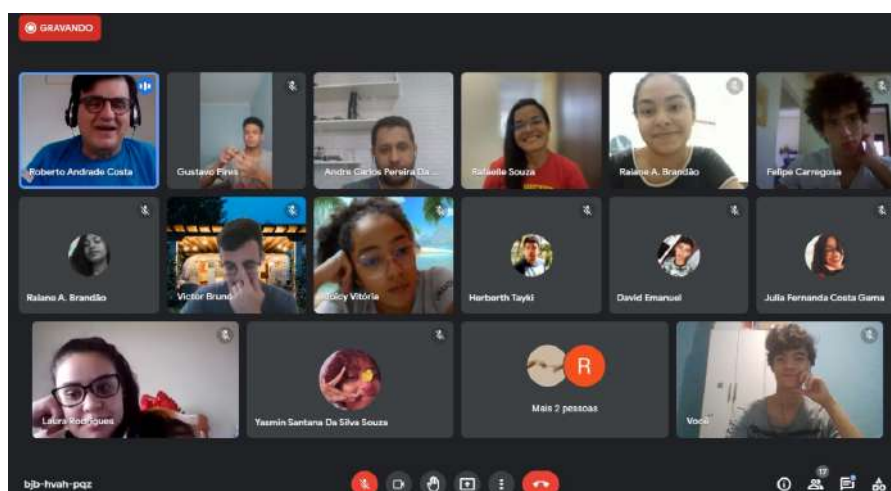 GRAVANDO
Roberto Andrade Costa
Gustavo Pires
Andre Carlos Pereira Da ...
Rafaelle Souza
Raiane A. Brandão
Felipe Carregosa
Raiane A. Brandão
Victor Bruno
Joicy Vitória
Herberth Tayki
David Emanuel
Julia Fernanda Costa Gama
Laura Rodrigues
Yasmin Santana Da Silva Souza
R
Mais 2 pessoas
Você
bjb-hvah-pqz
17